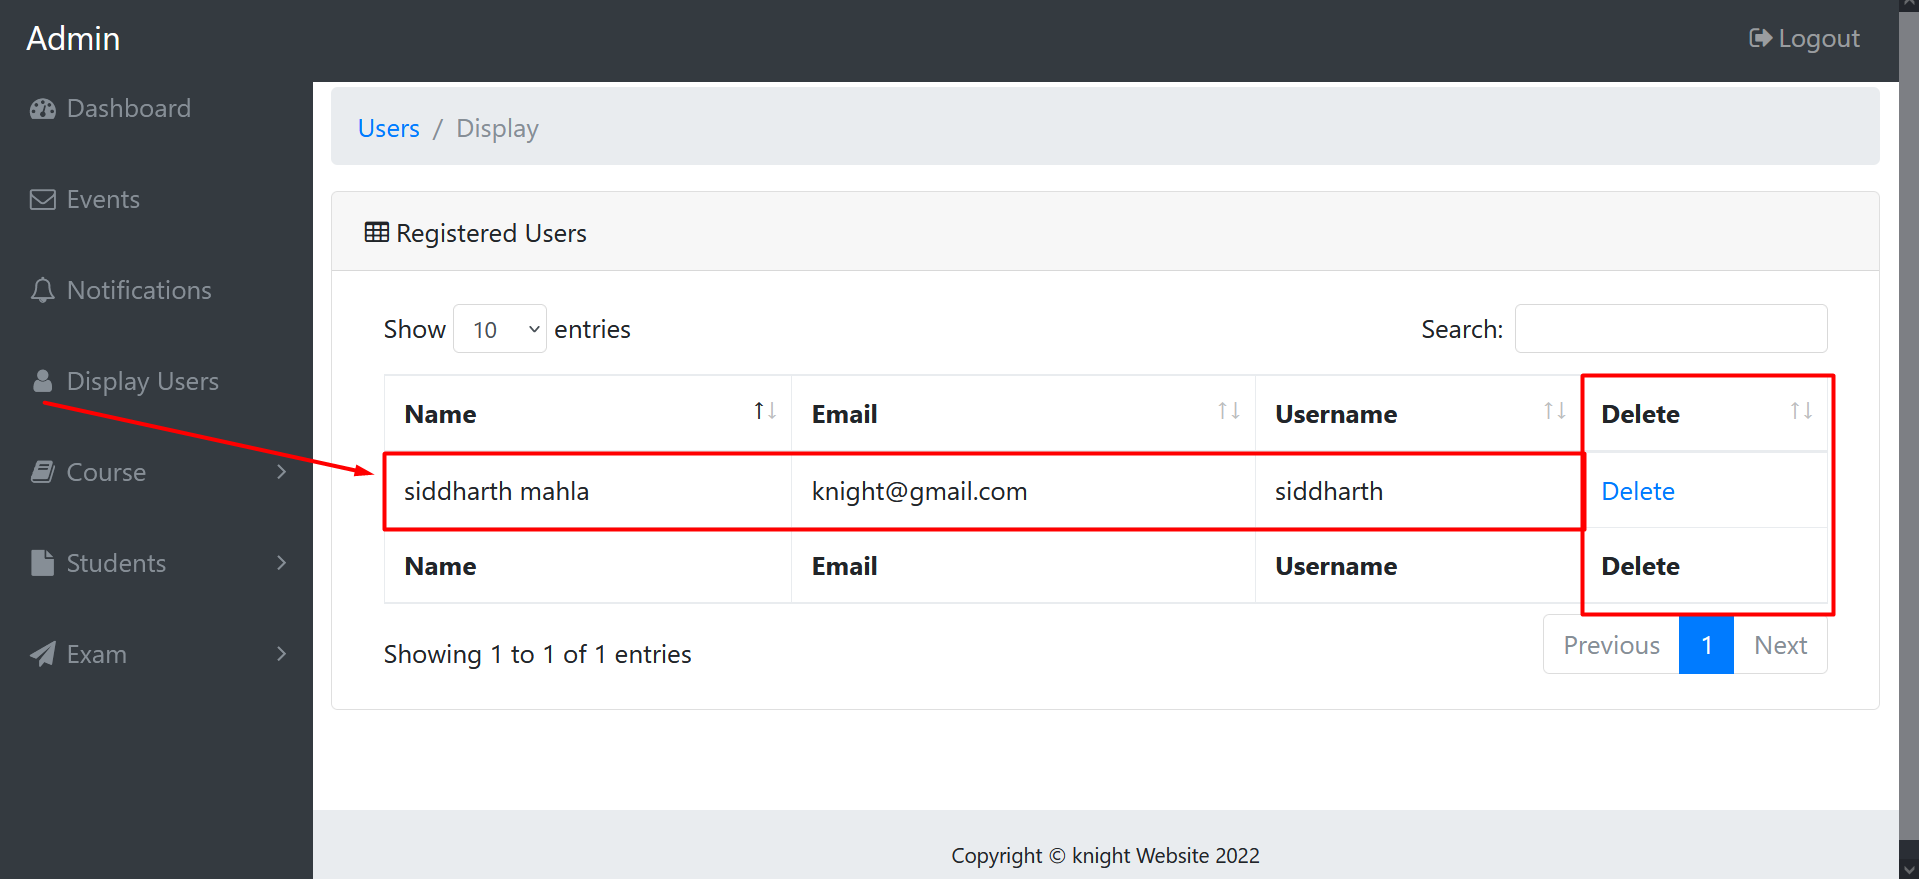 Admin
Logout
Dashboard
Events
Notifications
Display Users
Course
Students
Exam
Users / Display
Registered Users
Show 10 entries
Search:
Name Email Username Delete
siddharth mahla knight@gmail.com siddharth Delete
Name Email Username Delete
Showing 1 to 1 of 1 entries
Previous 1 Next
Copyright © knight Website 2022